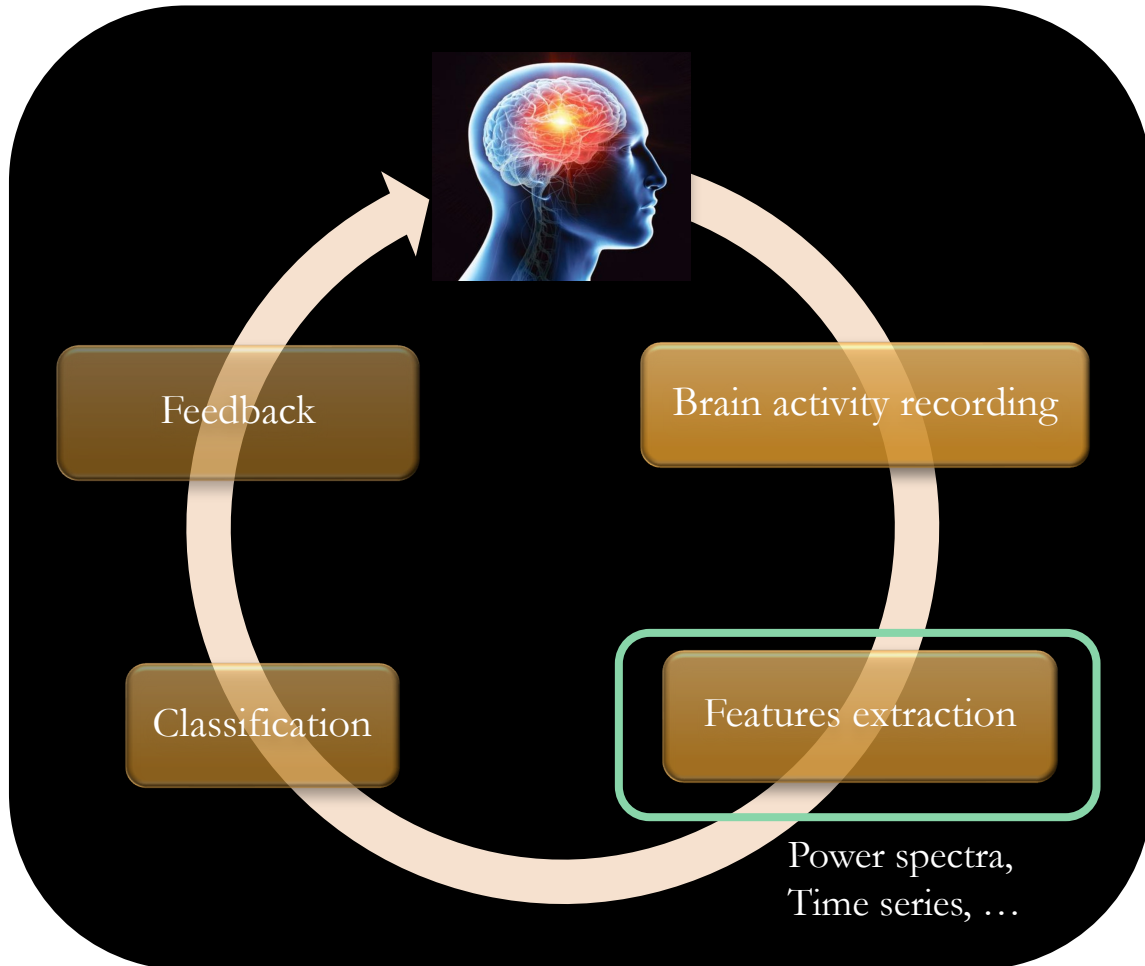 Feedback
Brain activity recording
Classification
Features extraction
Power spectra,
Time series, …